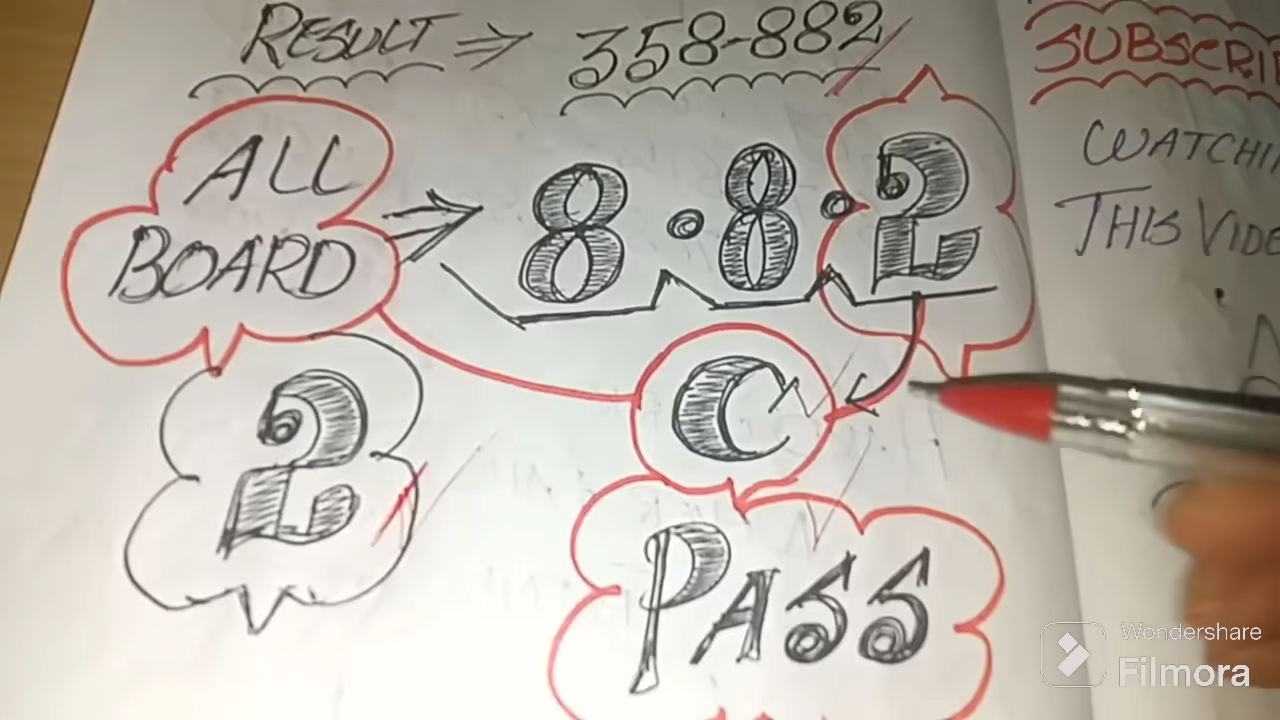 RESULT ⇒ 358-882
ALL
BOARD
→ 8.8.2
2
C
PASS
SUBSCRI
WATCHI
THIS VIDE
Wondershare
Filmora